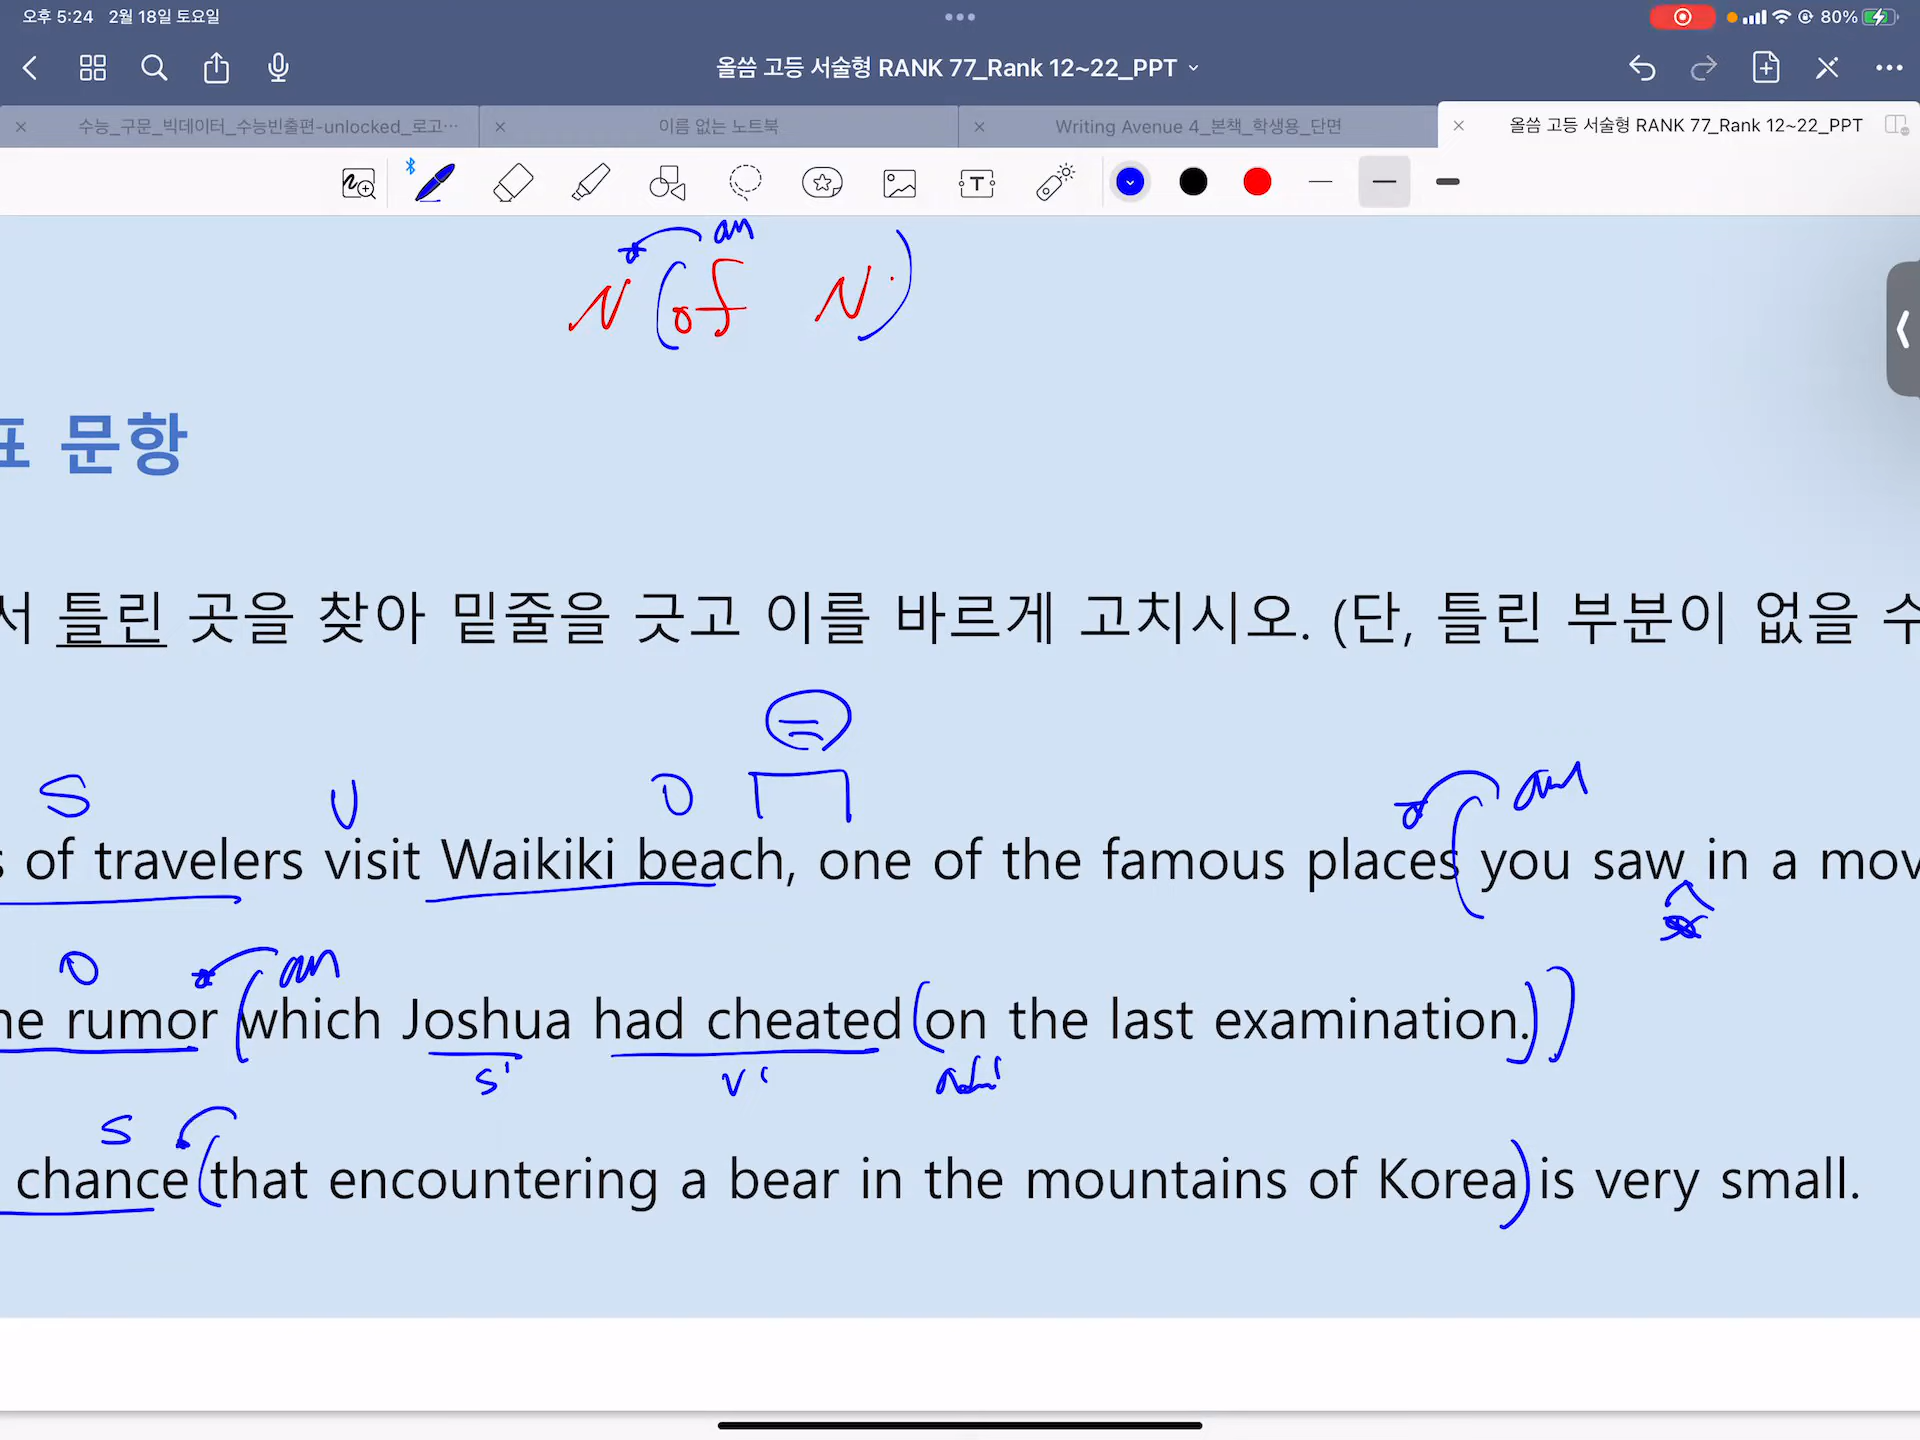 오후 5:24 2월 18일 토요일
80%
올씀 고등 서술형 RANK 77_Rank 12~22_PPT
수능_구문_빅데이터_수능빈출편-unlocked_로고…
이름 없는 노트북
Writing Avenue 4_본책_학생용_단면
올씀 고등 서술형 RANK 77_Rank 12~22_PPT
N (of N)
표 문항
서 틀린 곳을 찾아 밑줄을 긋고 이를 바르게 고치시오. (단, 틀린 부분이 없을 수
=
S V O
s of travelers visit Waikiki beach, one of the famous places (you saw in a mov
O
he rumor (which Joshua had cheated (on the last examination.))
S' V'
S
chance (that encountering a bear in the mountains of Korea) is very small.